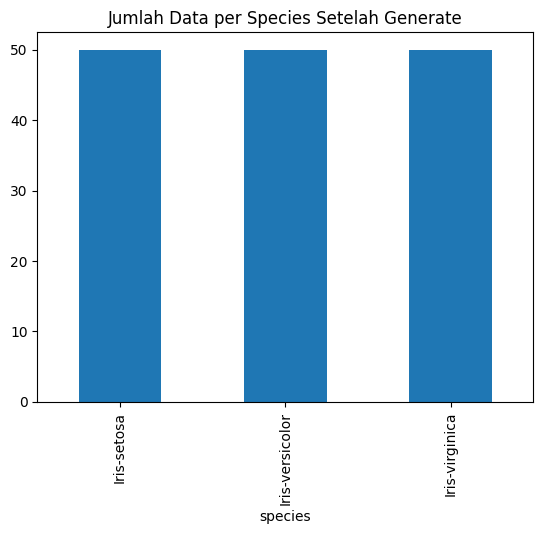 Jumlah Data per Species Setelah Generate
50
40
30
20
10
0
Iris-setosa
Iris-versicolor
Iris-virginica
species